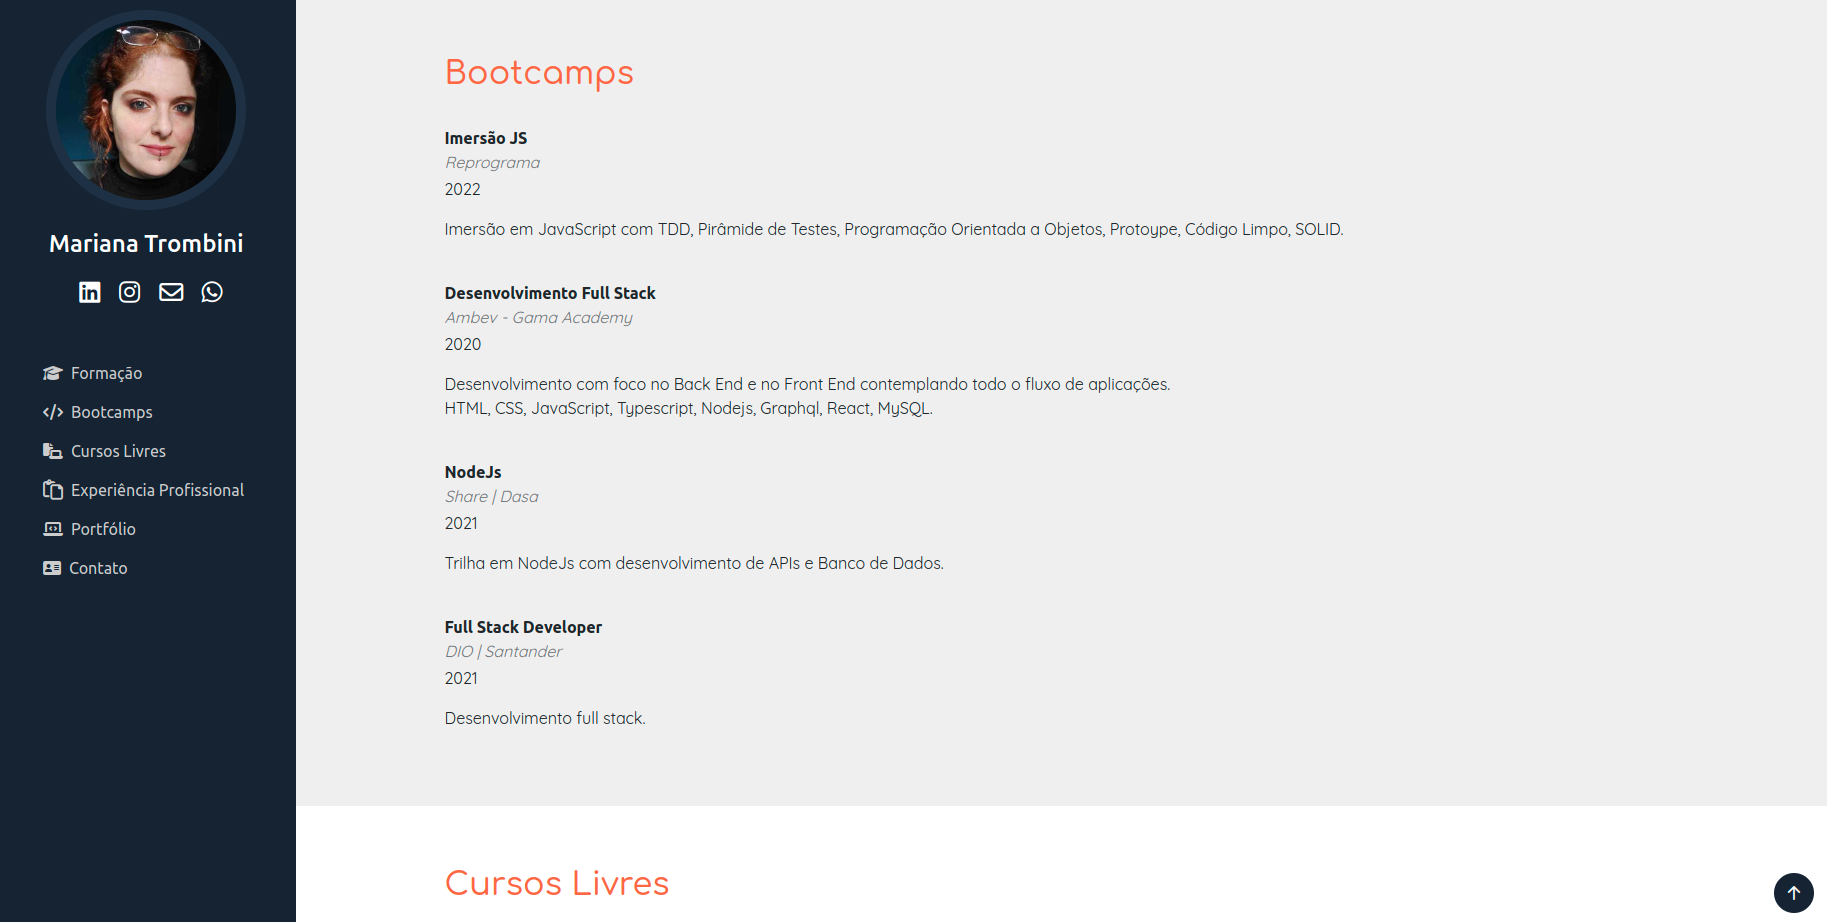 Mariana Trombini
Formação
Bootcamps
Cursos Livres
Experiência Profissional
Portfólio
Contato
Bootcamps
Imersão JS
Reprograma
2022
Imersão em JavaScript com TDD, Pirâmide de Testes, Programação Orientada a Objetos, Protoype, Código Limpo, SOLID.
Desenvolvimento Full Stack
Ambev - Gama Academy
2020
Desenvolvimento com foco no Back End e no Front End contemplando todo o fluxo de aplicações.
HTML, CSS, JavaScript, Typescript, Nodejs, Graphql, React, MySQL.
NodeJs
Share | Dasa
2021
Trilha em NodeJs com desenvolvimento de APIs e Banco de Dados.
Full Stack Developer
DIO | Santander
2021
Desenvolvimento full stack.
Cursos Livres